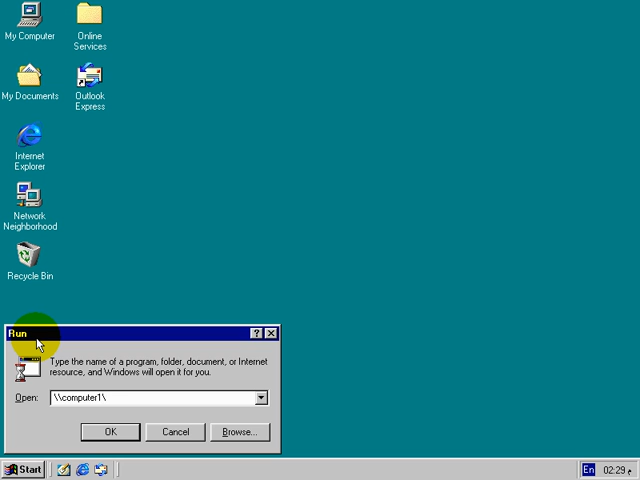 My Computer
Online
Services
My Documents
Outlook
Express
Internet
Explorer
Network
Neighborhood
Recycle Bin
Run
Type the name of a program, folder, document, or Internet
resource, and Windows will open it for you.
Open: \\computer1\
OK Cancel Browse...
Start En 02:29 م